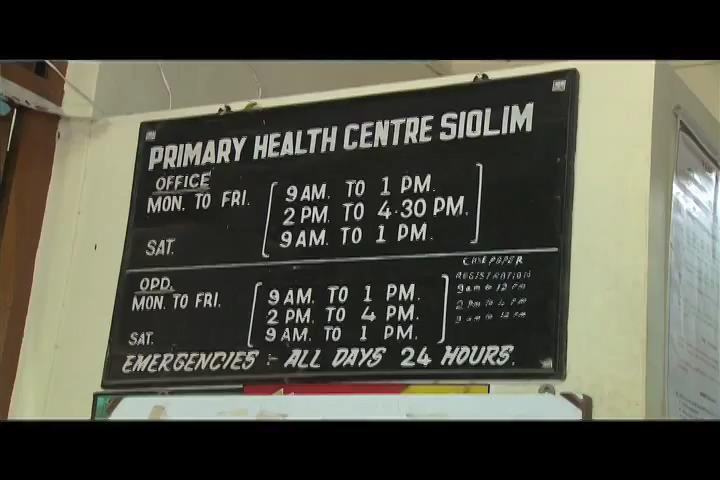 PRIMARY HEALTH CENTRE SIOLIM
OFFICE
MON. TO FRI. 9 AM. TO 1 PM.
2 PM. TO 4.30 PM.
SAT. 9 AM. TO 1 PM.
OPD.
MON. TO FRI. 9 AM. TO 1 PM.
2 PM. TO 4 PM.
SAT. 9 AM. TO 1 PM.
CASE PAPER
REGISTRATION
9 am to 12 Pm
2 Pm to 4 Pm
9 am to 12 Pm
EMERGENCIES :- ALL DAYS 24 HOURS.